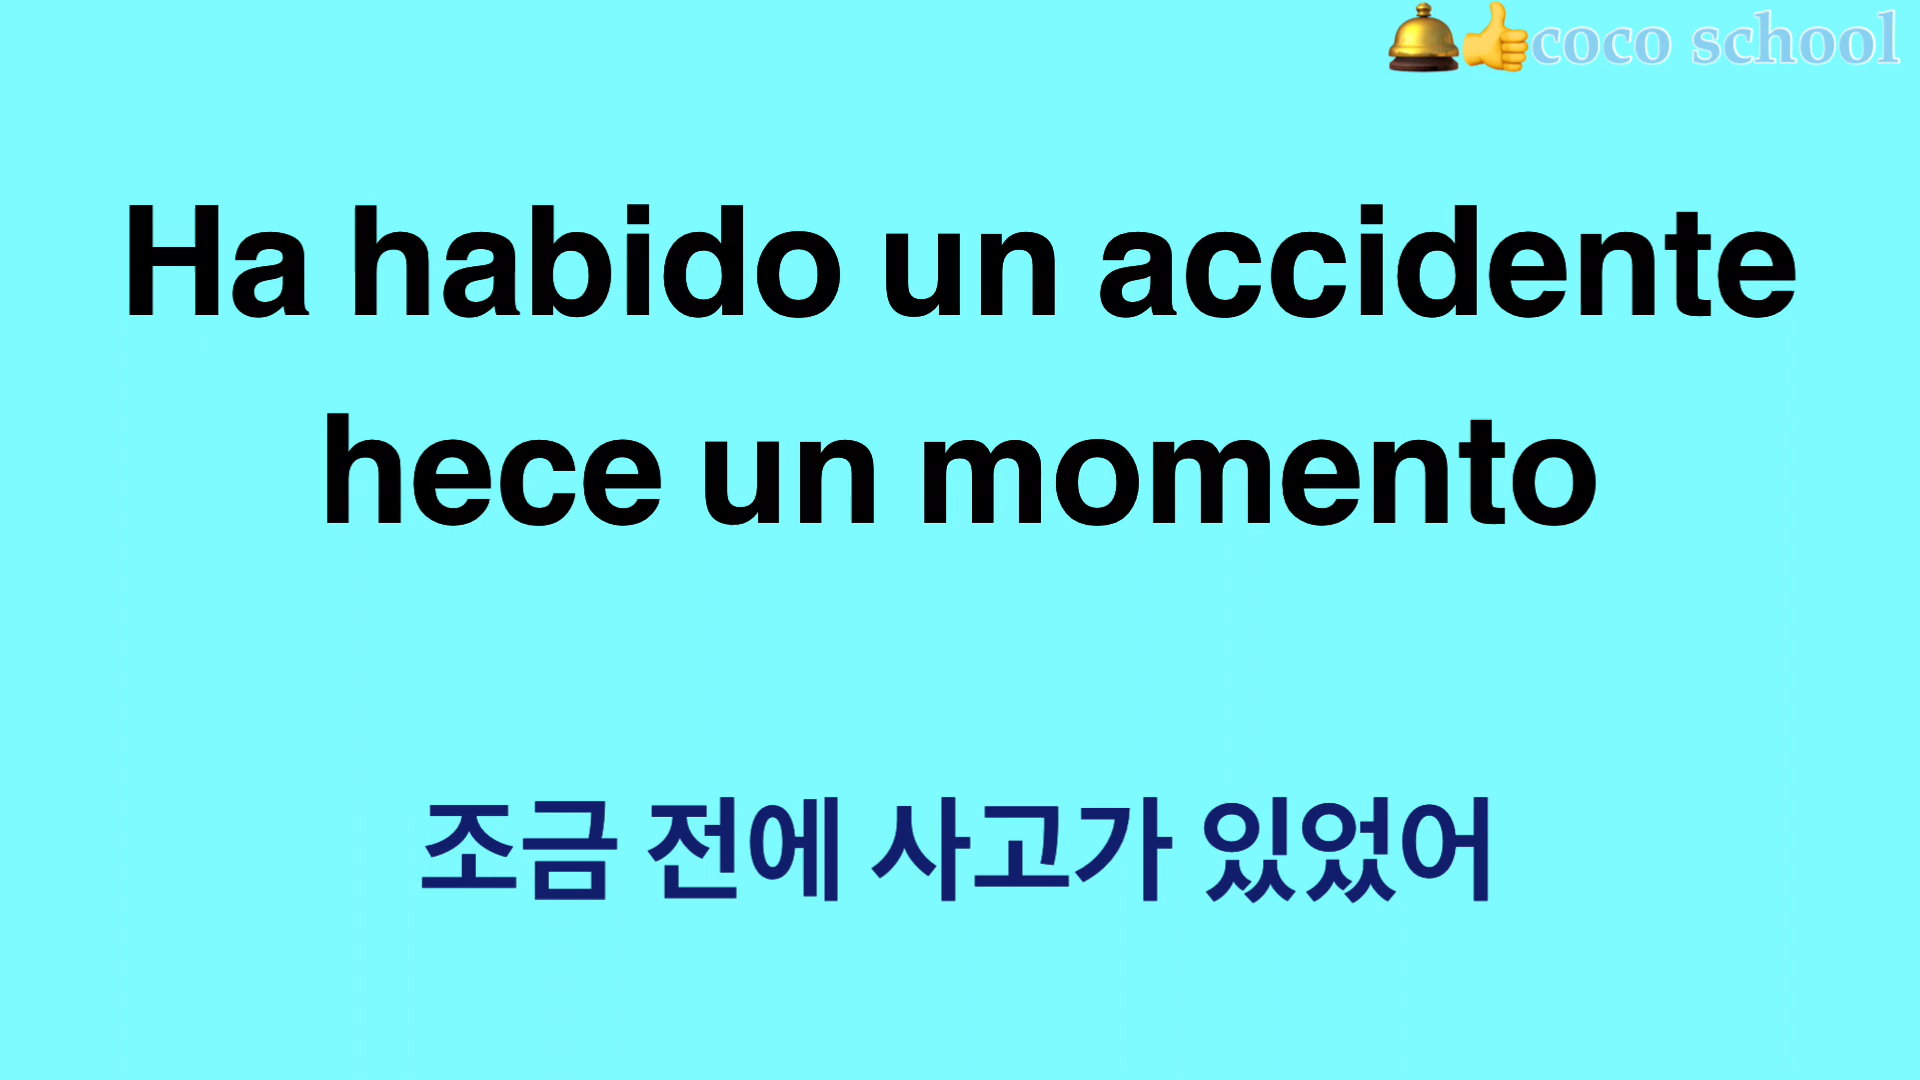 coco school
Ha habido un accidente
hece un momento
조금 전에 사고가 있었어